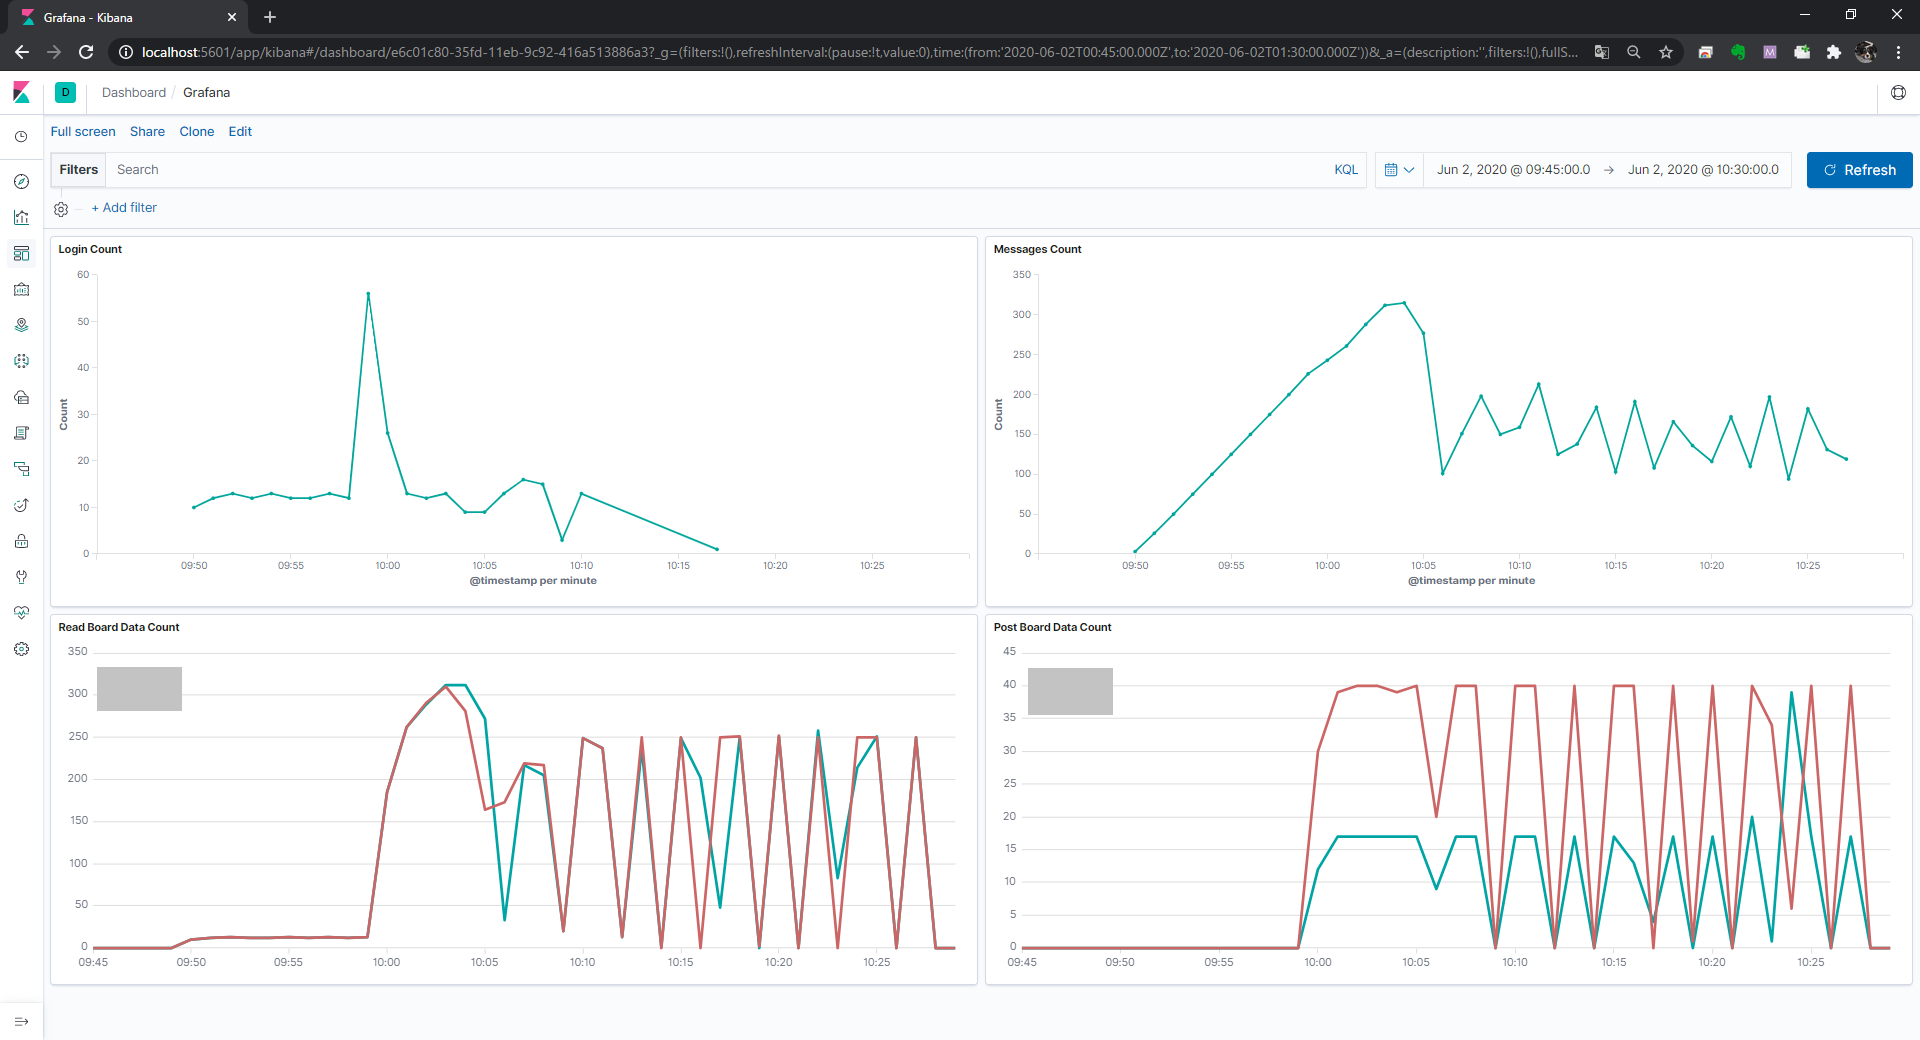 Grafana - Kibana
localhost:5601/app/kibana#/dashboard/e6c01c80-35fd-11eb-9c92-416a513886a3?_g=(filters:!(),refreshInterval:(pause:!t,value:0),time:(from:'2020-06-02T00:45:00.000Z',to:'2020-06-02T01:30:00.000Z'))&_a=(description:'',filters:!(),fullS...
D Dashboard / Grafana
Full screen Share Clone Edit
Filters Search KQL Jun 2, 2020 @ 09:45:00.0 → Jun 2, 2020 @ 10:30:00.0 Refresh
+ Add filter
Login Count
60
50
40
30
20
10
0
Count
09:50 09:55 10:00 10:05 10:10 10:15 10:20 10:25
@timestamp per minute
Messages Count
350
300
250
200
150
100
50
0
Count
09:50 09:55 10:00 10:05 10:10 10:15 10:20 10:25
@timestamp per minute
Read Board Data Count
350
300
250
200
150
100
50
0
09:45 09:50 09:55 10:00 10:05 10:10 10:15 10:20 10:25
Post Board Data Count
45
40
35
30
25
20
15
10
5
0
09:45 09:50 09:55 10:00 10:05 10:10 10:15 10:20 10:25